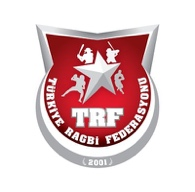 TRF
TÜRKİYE RAGBİ FEDERASYONU
2001